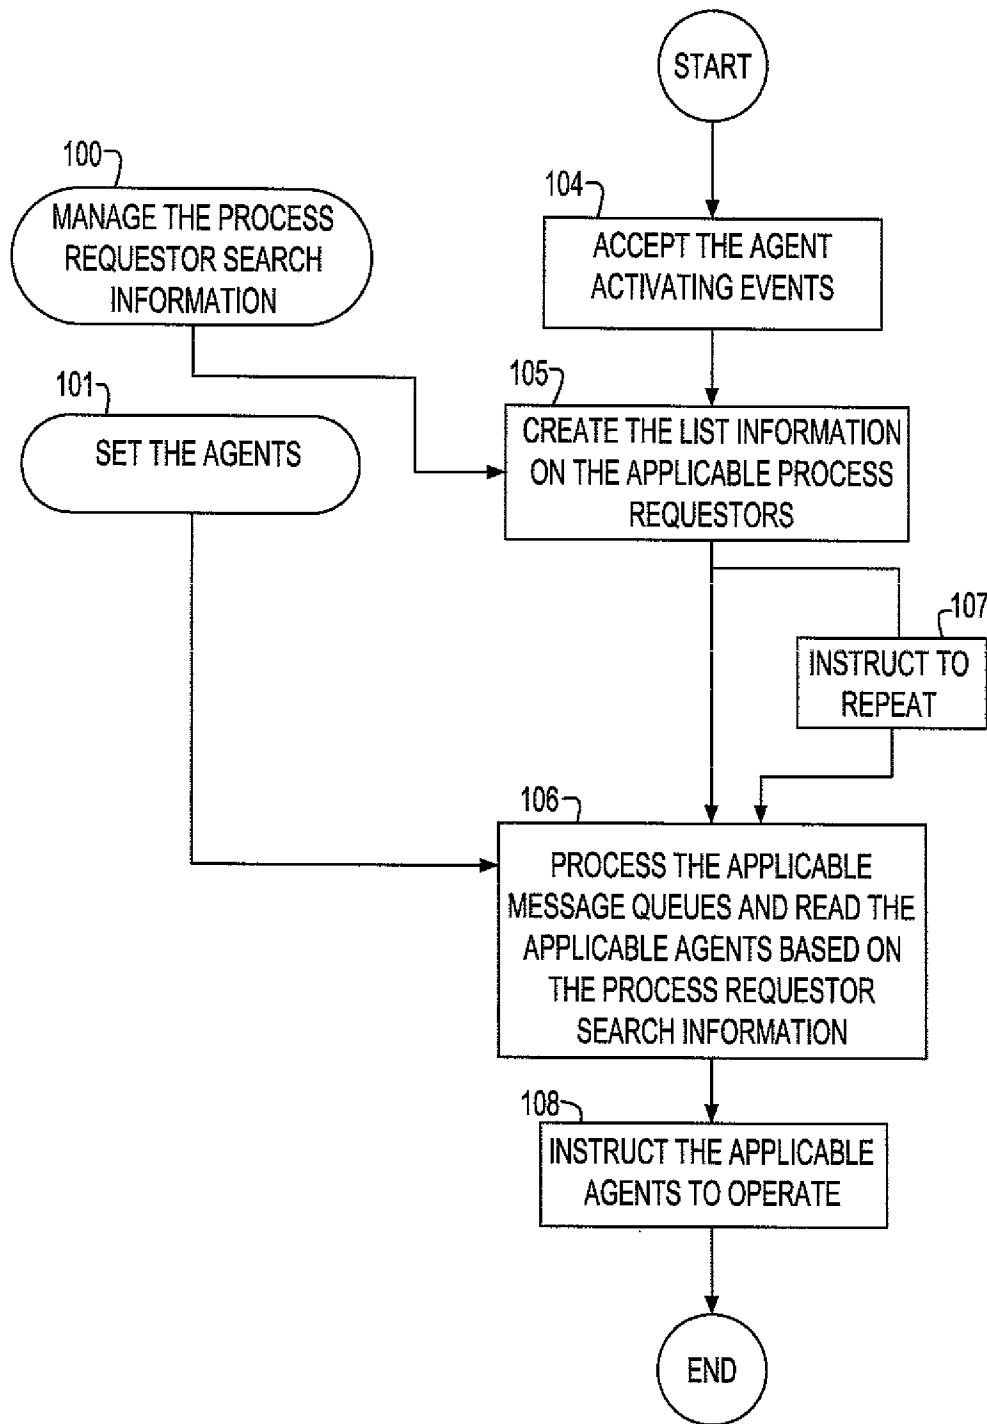 START
100
MANAGE THE PROCESS
REQUESTOR SEARCH
INFORMATION
104
ACCEPT THE AGENT
ACTIVATING EVENTS
101
SET THE AGENTS
105
CREATE THE LIST INFORMATION
ON THE APPLICABLE PROCESS
REQUESTORS
107
INSTRUCT TO
REPEAT
106
PROCESS THE APPLICABLE
MESSAGE QUEUES AND READ THE
APPLICABLE AGENTS BASED ON
THE PROCESS REQUESTOR
SEARCH INFORMATION
108
INSTRUCT THE APPLICABLE
AGENTS TO OPERATE
END